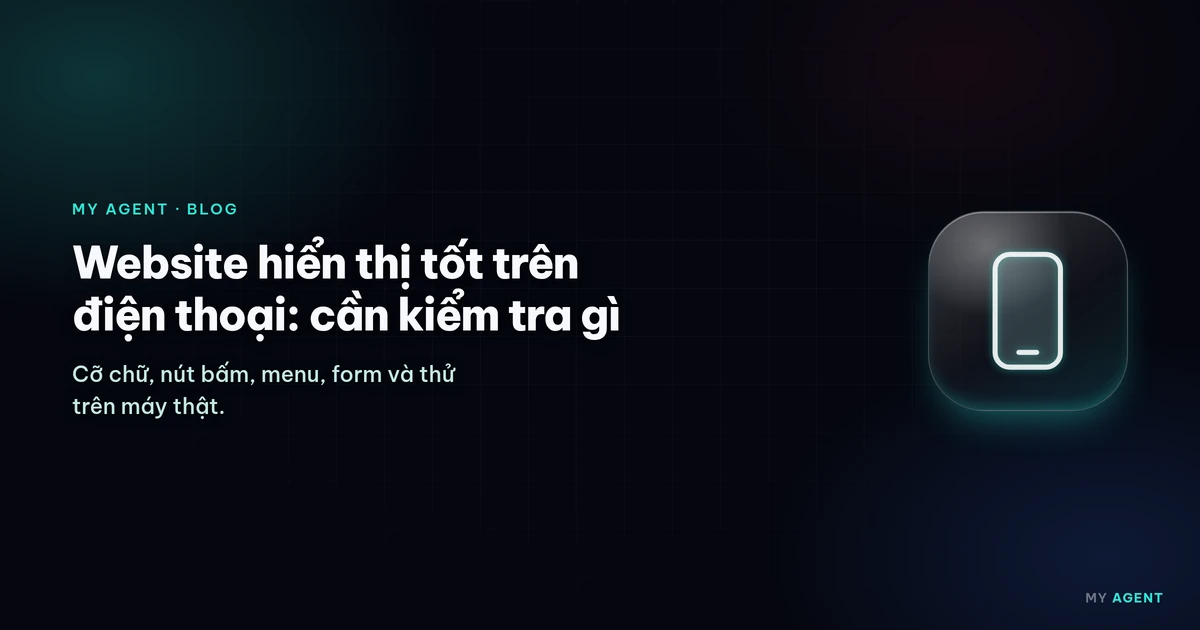 MY AGENT · BLOG
Website hiển thị tốt trên
điện thoại: cần kiểm tra gì
Cỡ chữ, nút bấm, menu, form và thử
trên máy thật.
MY AGENT